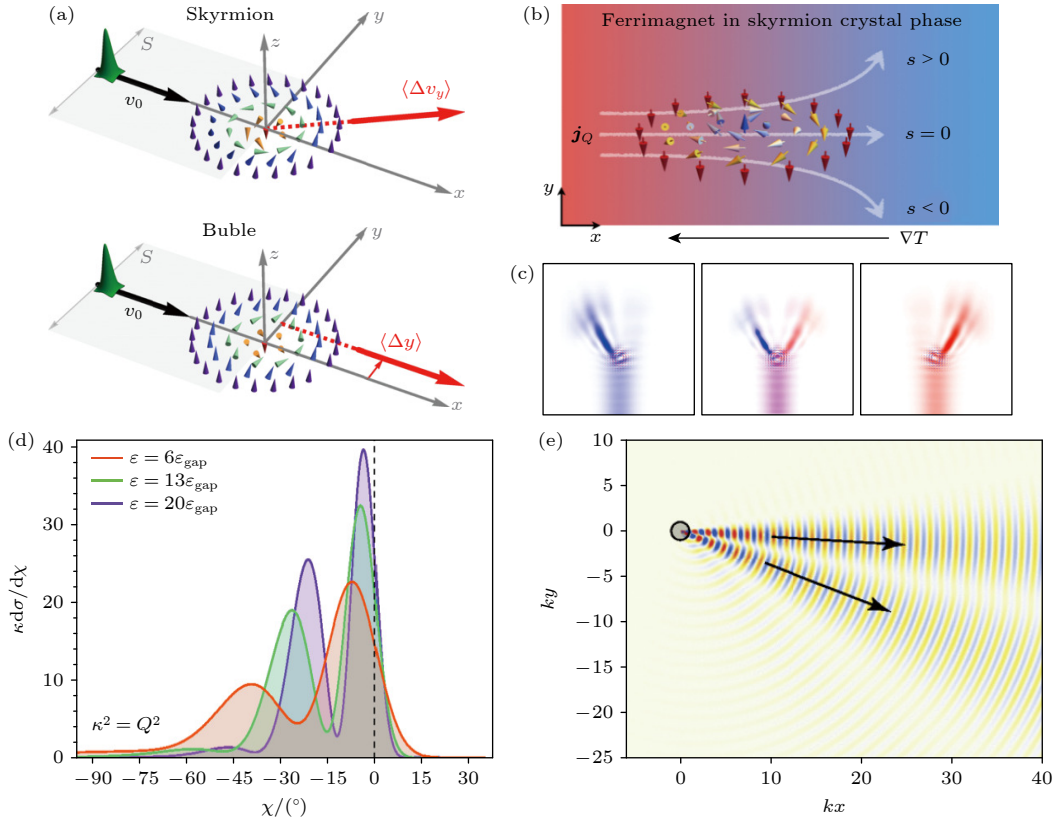 (a)
Skyrmion
S
v0
z
y
x
⟨Δvy⟩
Buble
S
v0
z
y
x
⟨Δy⟩
(b)
Ferrimagnet in skyrmion crystal phase
s > 0
jQ
s = 0
s < 0
y
x
∇T
(c)
(d)
ε = 6εgap
ε = 13εgap
ε = 20εgap
κ² = Q²
κdσ/dχ
40
30
20
10
0
−90 −75 −60 −45 −30 −15 0 15 30
χ/(°)
(e)
ky
10
5
0
−5
−10
−15
−20
−25
0 10 20 30 40
kx